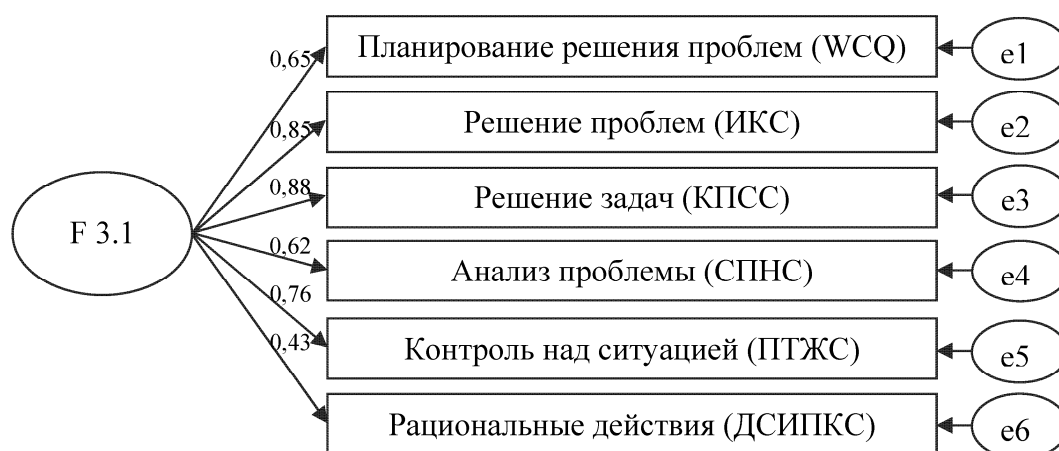 0,65 Планирование решения проблем (WCQ) e1
0,85 Решение проблем (ИКС) e2
0,88 Решение задач (КПСС) e3
F 3.1
0,62 Анализ проблемы (СПНС) e4
0,76 Контроль над ситуацией (ПТЖС) e5
0,43 Рациональные действия (ДСИПКС) e6